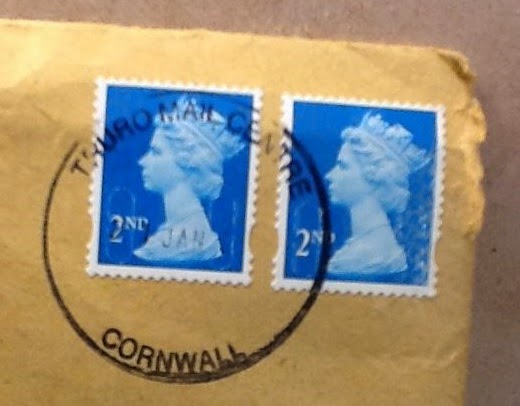 TRURO MAIL CENTRE
2ND
2ND
JAN
CORNWALL